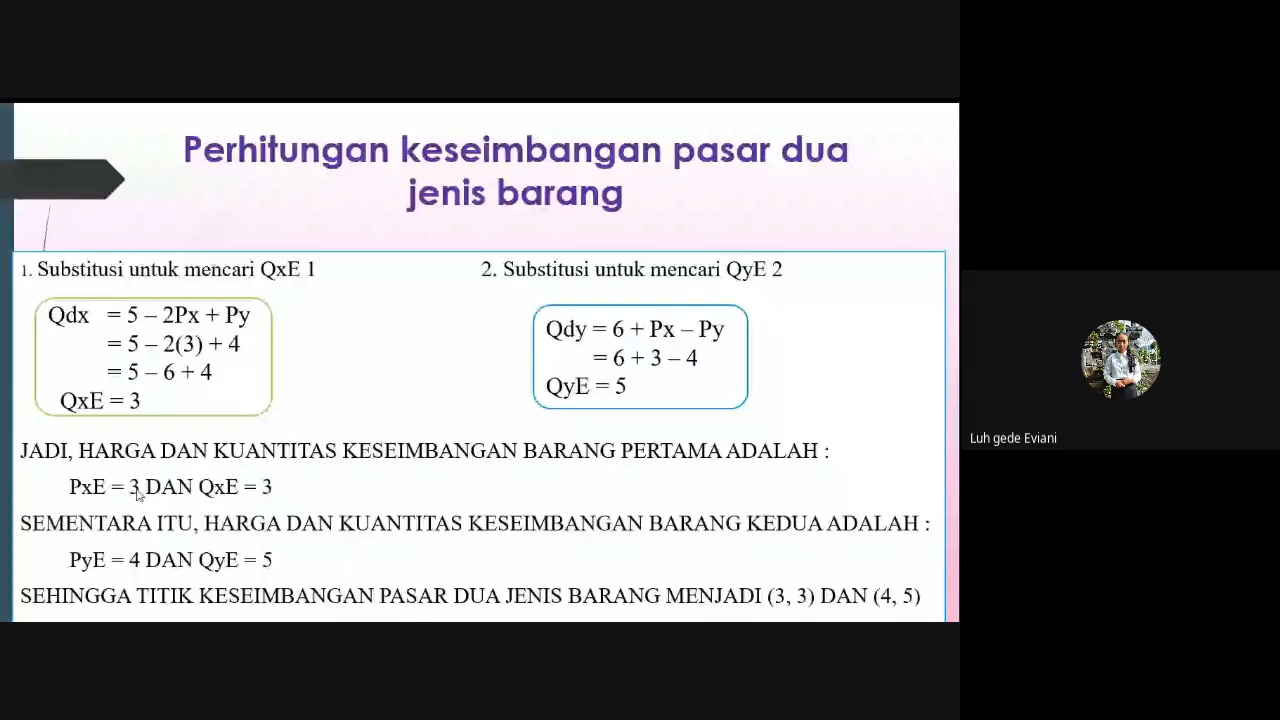 Perhitungan keseimbangan pasar dua
jenis barang
1. Substitusi untuk mencari QxE 1
Qdx = 5 – 2Px + Py
= 5 – 2(3) + 4
= 5 – 6 + 4
QxE = 3
2. Substitusi untuk mencari QyE 2
Qdy = 6 + Px – Py
= 6 + 3 – 4
QyE = 5
JADI, HARGA DAN KUANTITAS KESEIMBANGAN BARANG PERTAMA ADALAH :
PxE = 3 DAN QxE = 3
SEMENTARA ITU, HARGA DAN KUANTITAS KESEIMBANGAN BARANG KEDUA ADALAH :
PyE = 4 DAN QyE = 5
SEHINGGA TITIK KESEIMBANGAN PASAR DUA JENIS BARANG MENJADI (3, 3) DAN (4, 5)
Luh gede Eviani